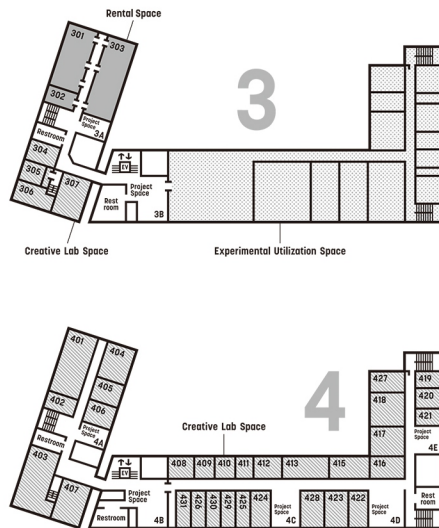 Rental Space
301
303
302
Project
Space
3A
Restroom
304
305
307
306
EV
Project
Space
Rest
room
3B
3
Creative Lab Space
Experimental Utilization Space
4
Creative Lab Space
401
404
405
402
406
Project
Space
4A
Restroom
403
407
EV
408
409
410
411
412
413
415
416
427
418
417
419
420
421
Project
Space
4E
Rest
room
Project
Space
Restroom
4B
431
426
430
429
425
424
Project
Space
4C
428
423
422
Project
Space
4D